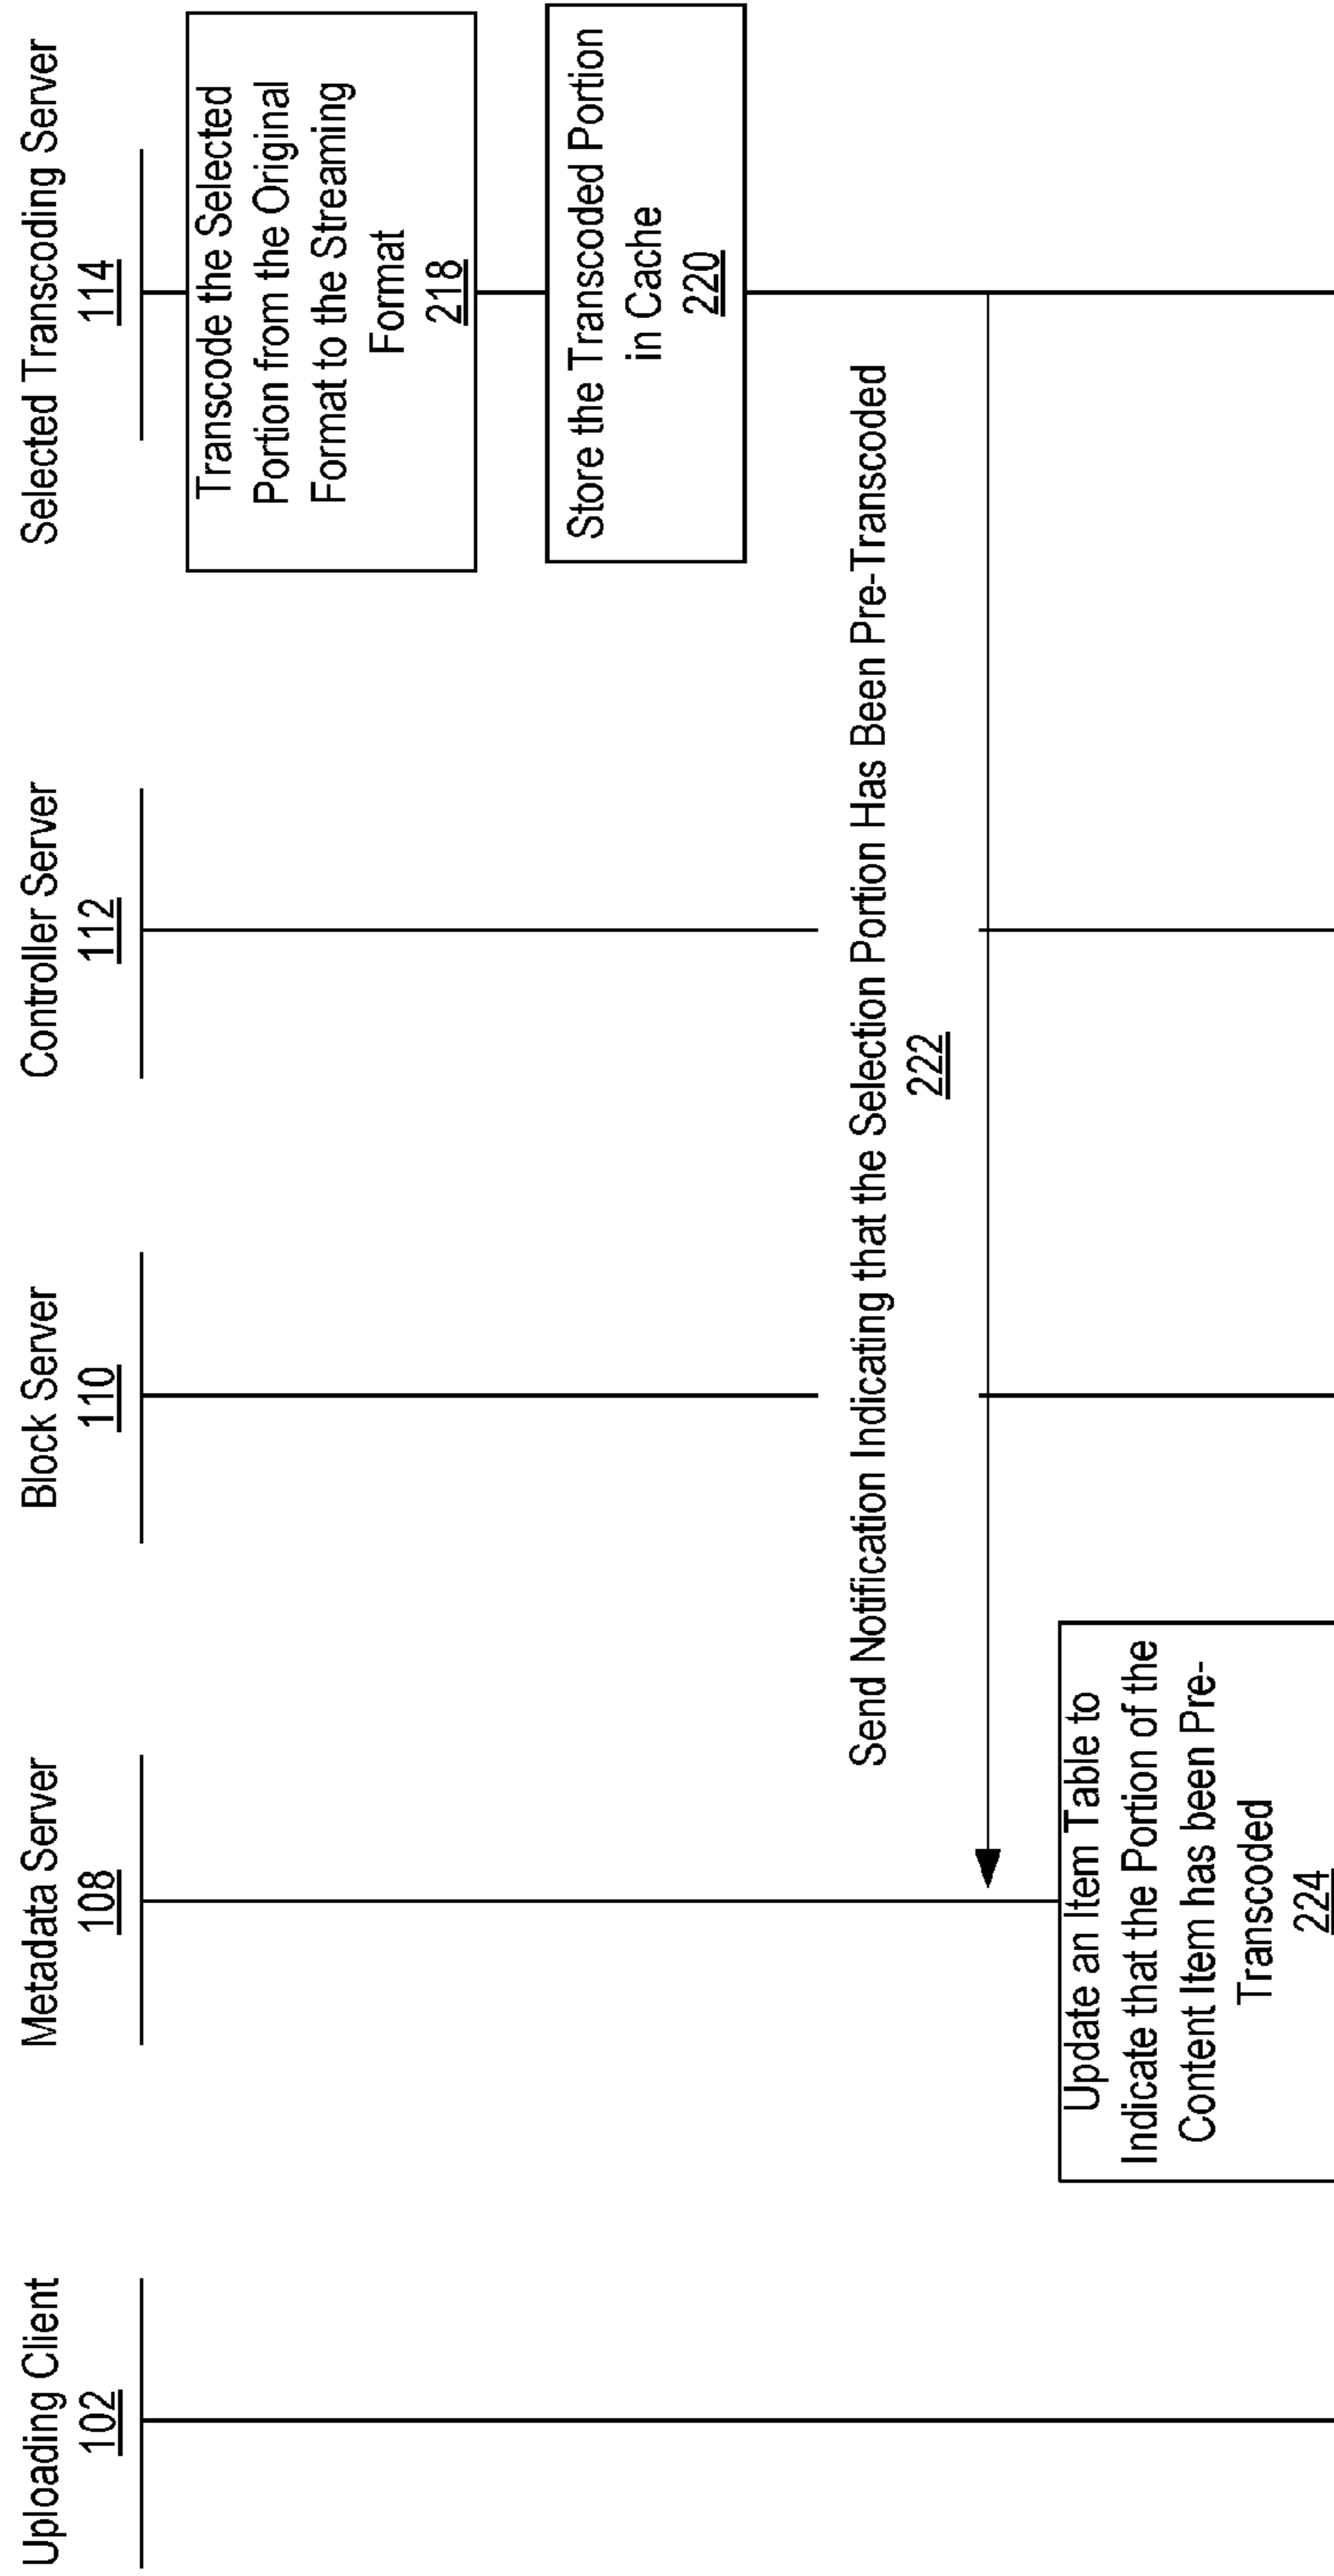 Uploading Client
102
Metadata Server
108
Block Server
110
Controller Server
112
Selected Transcoding Server
114
Transcode the Selected
Portion from the Original
Format to the Streaming
Format
218
Store the Transcoded Portion
in Cache
220
Send Notification Indicating that the Selection Portion Has Been Pre-Transcoded
222
Update an Item Table to
Indicate that the Portion of the
Content Item has been Pre-
Transcoded
224